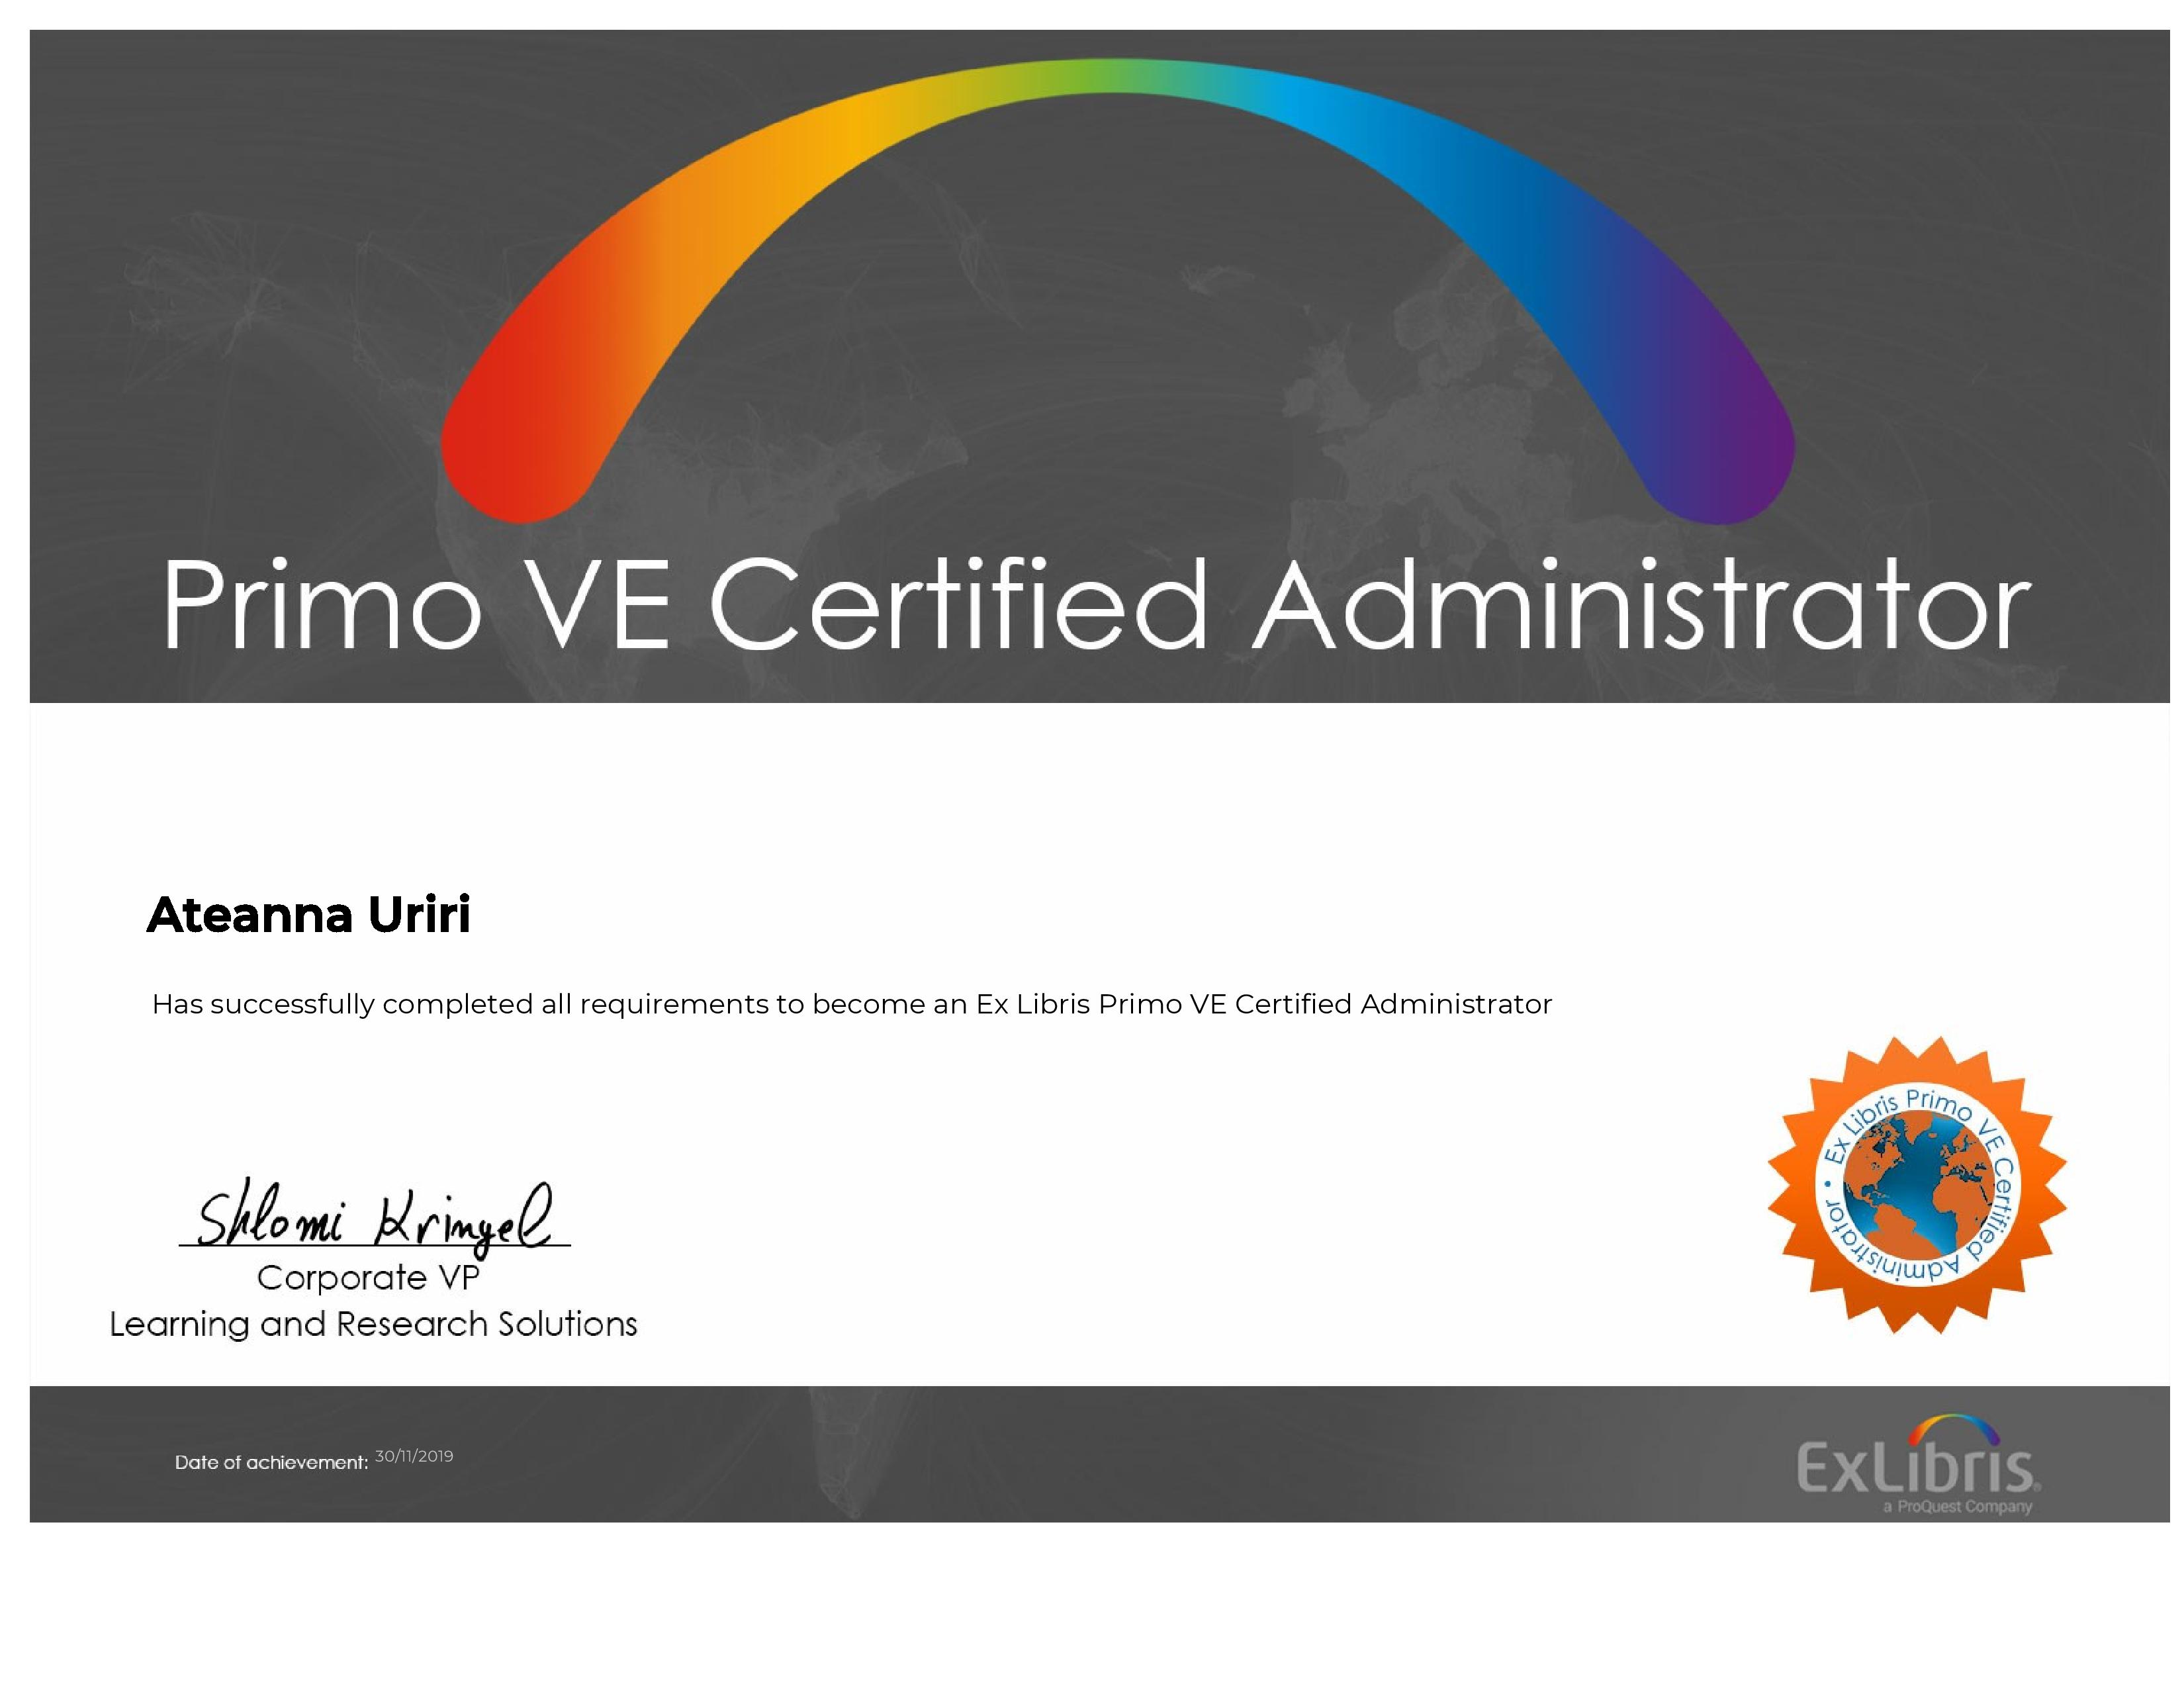 Primo VE Certified Administrator
Ateanna Uriri
Has successfully completed all requirements to become an Ex Libris Primo VE Certified Administrator
Ex Libris Primo VE Certified Administrator •
Shlomi Kringel
Corporate VP
Learning and Research Solutions
Date of achievement: 30/11/2019
ExLibris®
a ProQuest Company